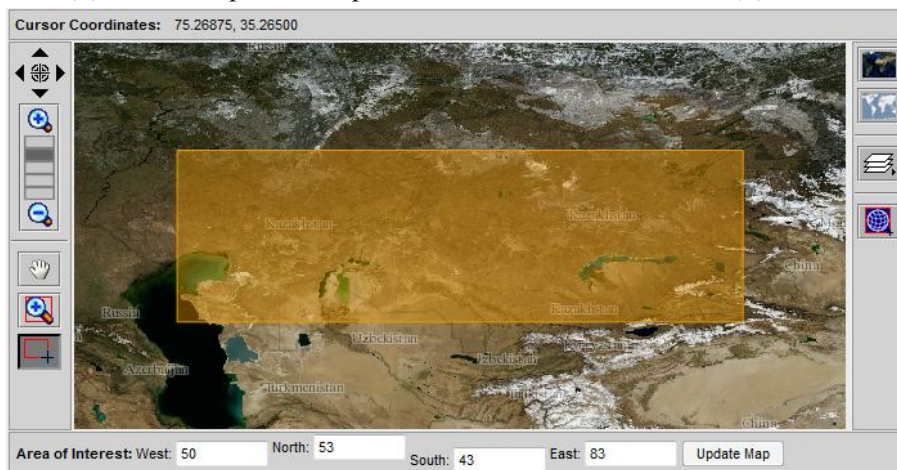 Cursor Coordinates: 75.26875, 35.26500
Russia
Kazakhstan
Kazakhstan
China
Kazakhstan
Russia
Uzbekistan
Uzbekistan
Azerbaijan
Turkmenistan
China
Area of Interest: West: 50 North: 53 South: 43 East: 83 Update Map